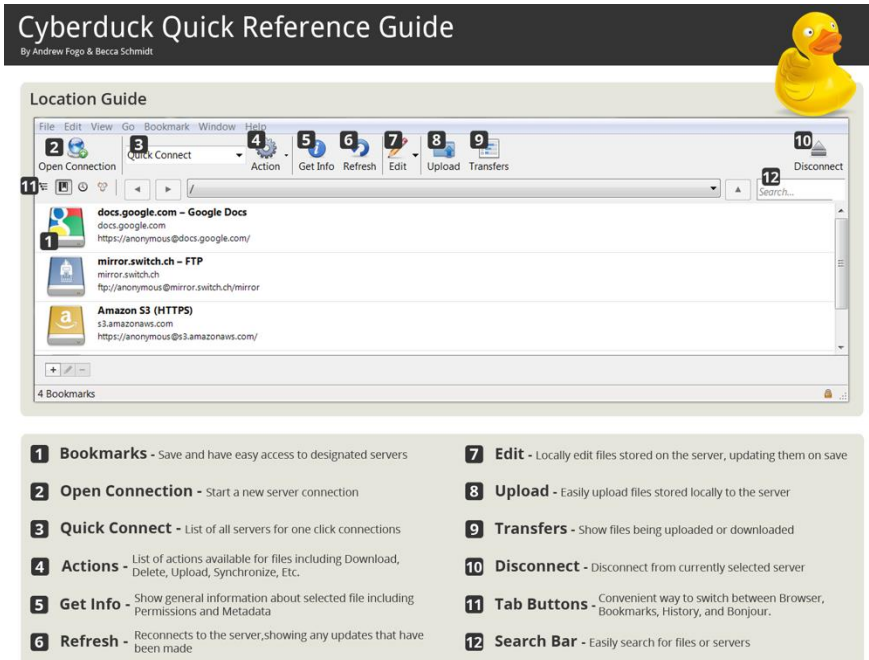 Cyberduck Quick Reference Guide
By Andrew Fogo & Becca Schmidt
Location Guide
File Edit View Go Bookmark Window Help
2 3 4 5 6 7 8 9 10
Quick Connect
Open Connection Action Get Info Refresh Edit Upload Transfers Disconnect
11 / 12 Search...
docs.google.com – Google Docs
docs.google.com
1 https://anonymous@docs.google.com/
mirror.switch.ch – FTP
mirror.switch.ch
ftp://anonymous@mirror.switch.ch/mirror
Amazon S3 (HTTPS)
s3.amazonaws.com
https://anonymous@s3.amazonaws.com/
4 Bookmarks
1 Bookmarks - Save and have easy access to designated servers
2 Open Connection - Start a new server connection
3 Quick Connect - List of all servers for one click connections
4 Actions - List of actions available for files including Download,
Delete, Upload, Synchronize, Etc.
5 Get Info - Show general information about selected file including
Permissions and Metadata
6 Refresh - Reconnects to the server,showing any updates that have
been made
7 Edit - Locally edit files stored on the server, updating them on save
8 Upload - Easily upload files stored locally to the server
9 Transfers - Show files being uploaded or downloaded
10 Disconnect - Disconnect from currently selected server
11 Tab Buttons - Convenient way to switch between Browser,
Bookmarks, History, and Bonjour.
12 Search Bar - Easily search for files or servers